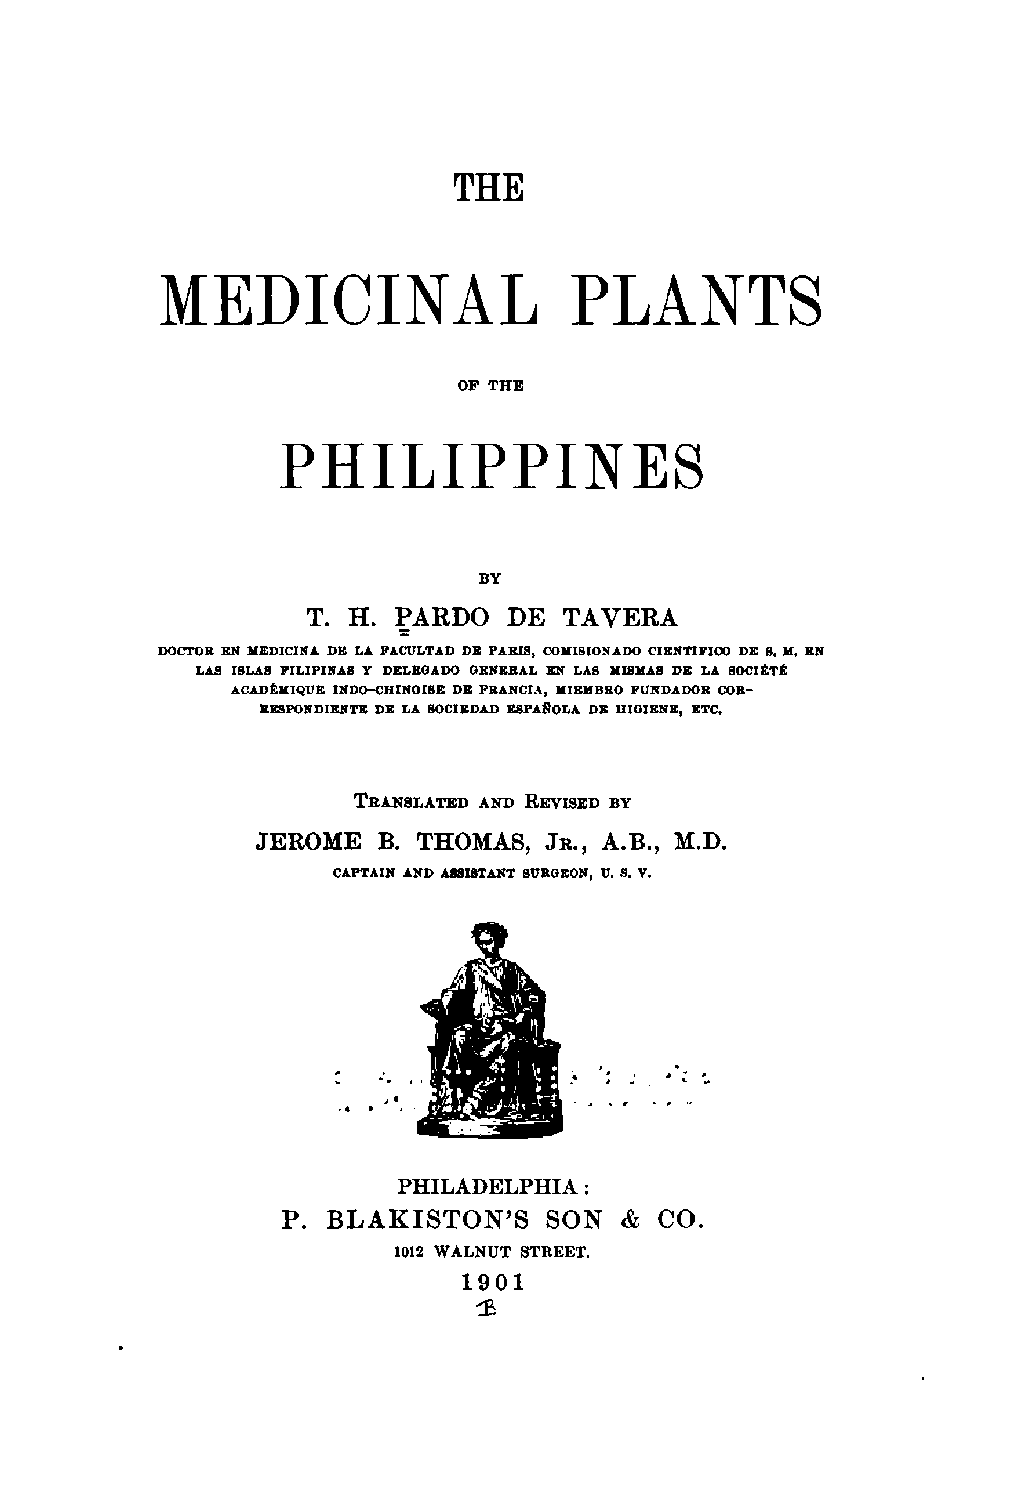 THE
MEDICINAL PLANTS
OF THE
PHILIPPINES
BY
T. H. PARDO DE TAVERA
DOCTOR EN MEDICINA DE LA FACULTAD DE PARIS, COMISIONADO CIENTIFICO DE S. M. EN
LAS ISLAS FILIPINAS Y DELEGADO GENERAL EN LAS MISMAS DE LA SOCIÉTÉ
ACADÉMIQUE INDO-CHINOISE DE FRANCIA, MIEMBRO FUNDADOR COR-
RESPONDIENTE DE LA SOCIEDAD ESPAÑOLA DE HIGIENE, ETC.
TRANSLATED AND REVISED BY
JEROME B. THOMAS, JR., A.B., M.D.
CAPTAIN AND ASSISTANT SURGEON, U. S. V.
PHILADELPHIA:
P. BLAKISTON'S SON & CO.
1012 WALNUT STREET.
1901